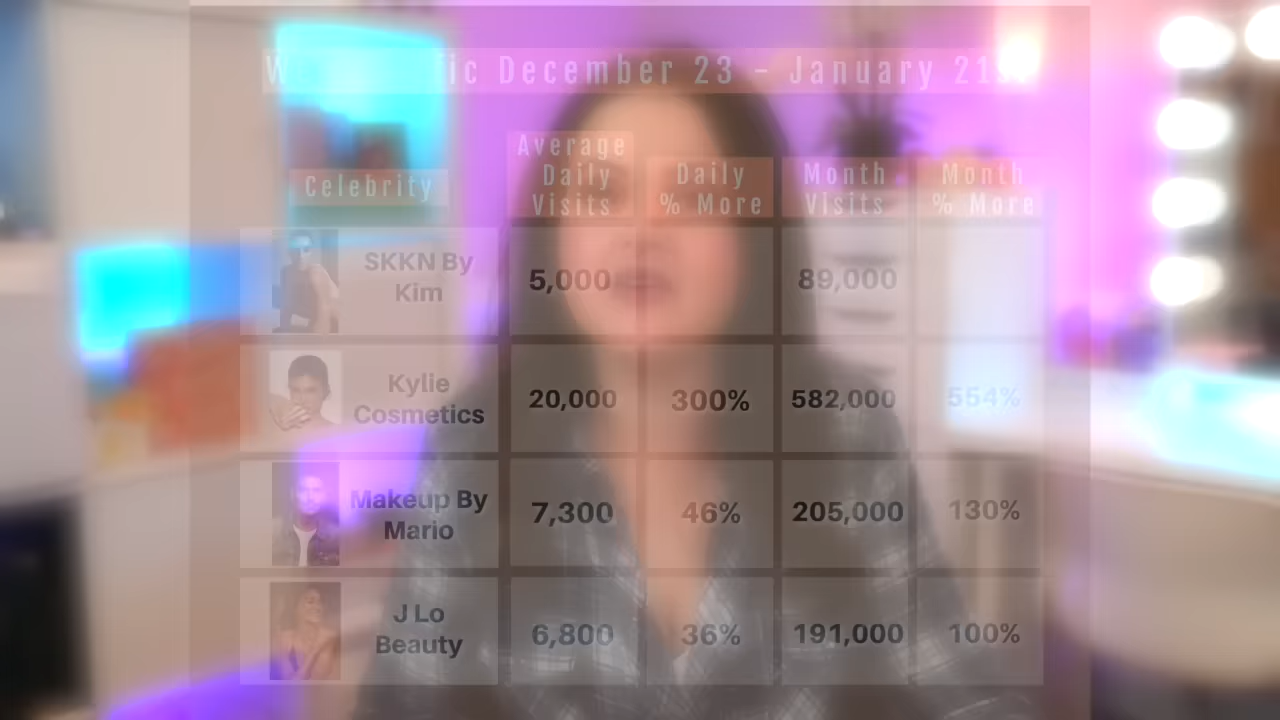 December 23 - January 21st
Celebrity
Average
Daily
Visits
Daily
% More
Month
Visits
Month
% More
SKKN By
Kim
5,000
89,000
Kylie
Cosmetics
20,000
300%
582,000
554%
Makeup By
Mario
7,300
46%
205,000
130%
J Lo
Beauty
6,800
36%
191,000
100%